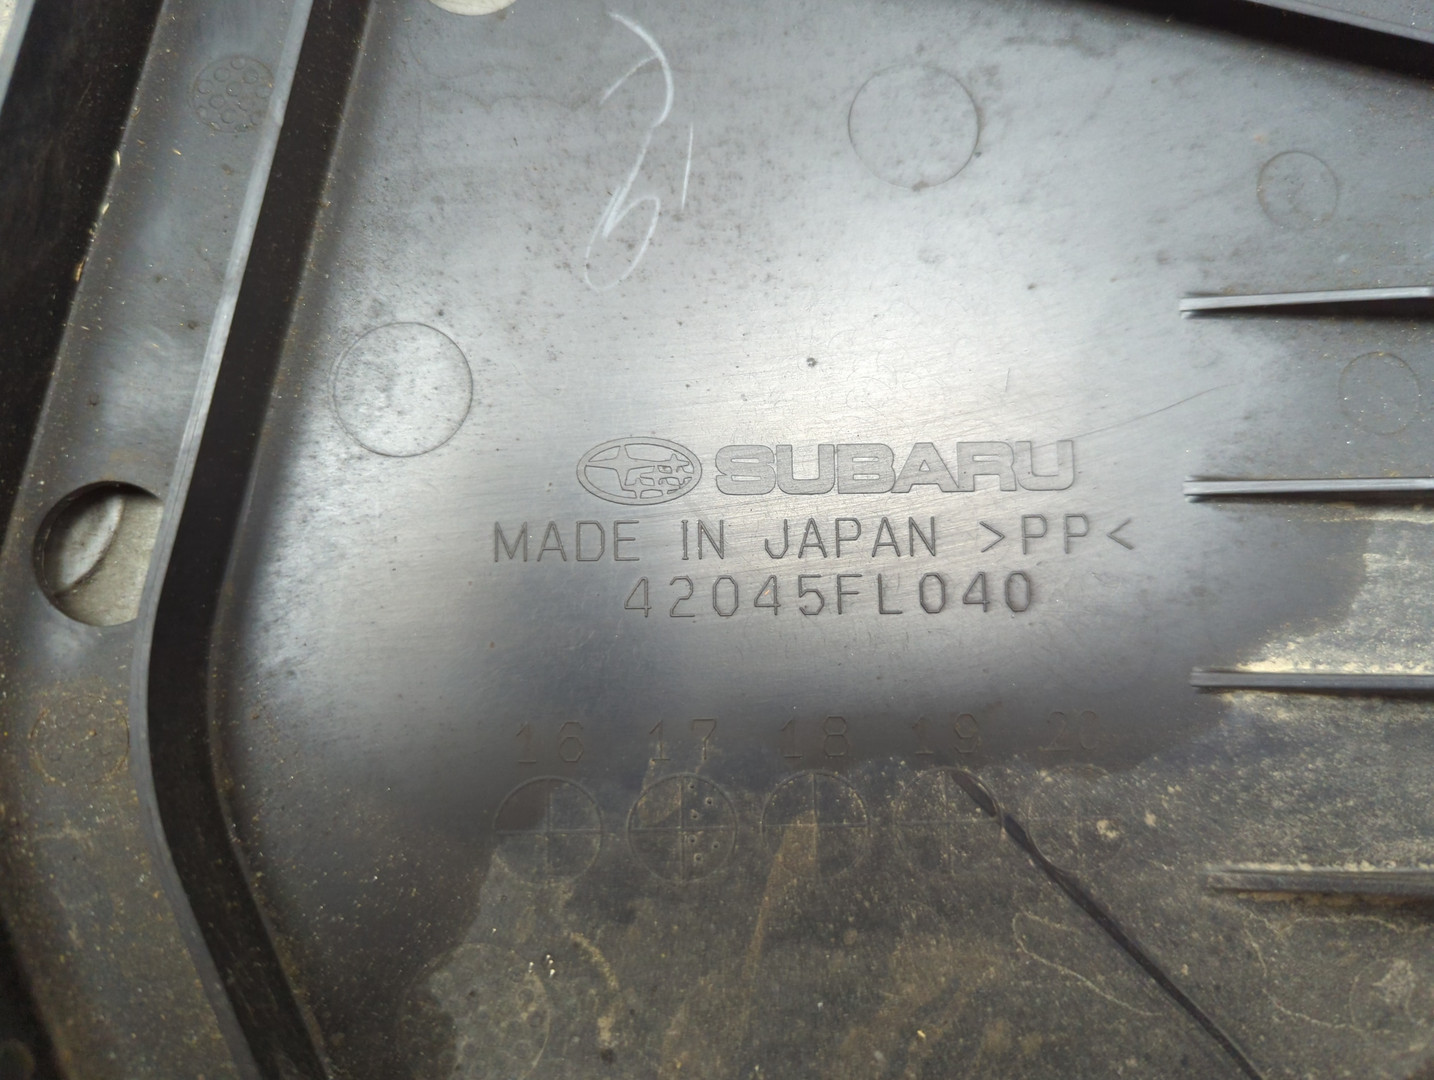 SUBARU
MADE IN JAPAN >PP<
42045FL040
16 17 18 19 20